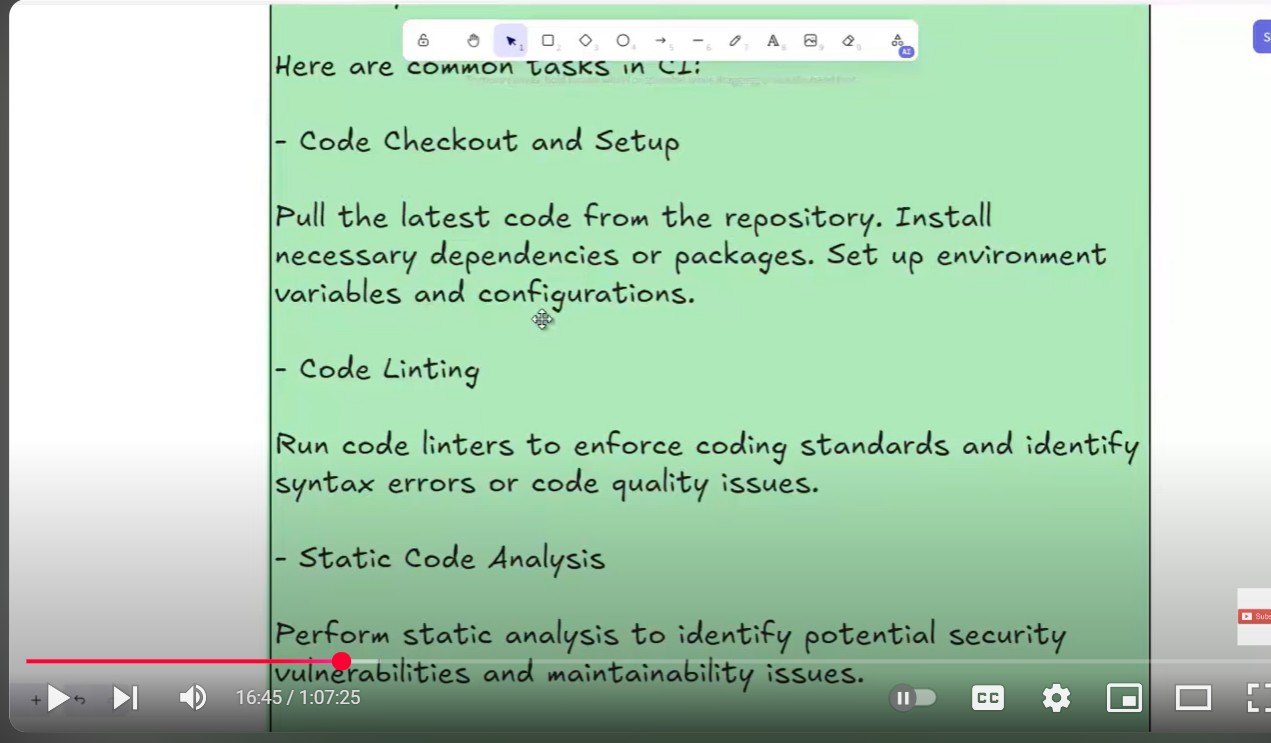 Here are common tasks in CI:
- Code Checkout and Setup
Pull the latest code from the repository. Install
necessary dependencies or packages. Set up environment
variables and configurations.
- Code Linting
Run code linters to enforce coding standards and identify
syntax errors or code quality issues.
- Static Code Analysis
Perform static analysis to identify potential security
vulnerabilities and maintainability issues.
16:45 / 1:07:25
CC